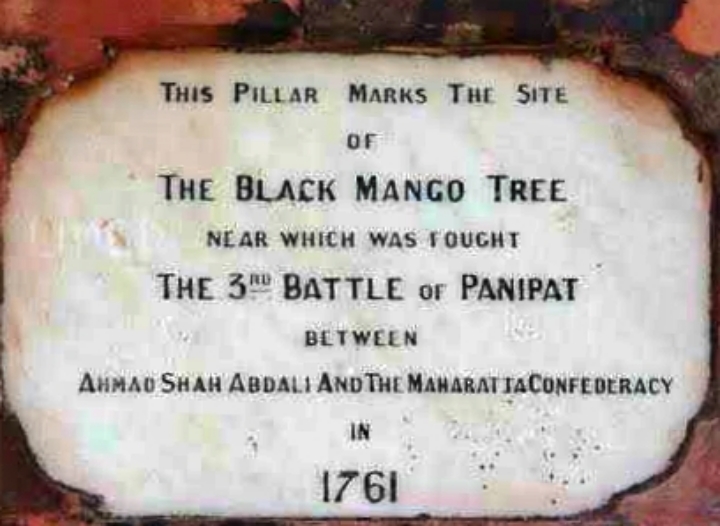 THIS PILLAR MARKS THE SITE
OF
THE BLACK MANGO TREE
NEAR WHICH WAS FOUGHT
THE 3RD BATTLE OF PANIPAT
BETWEEN
AHMAD SHAH ABDALI AND THE MAHARATTA CONFEDERACY
IN
1761